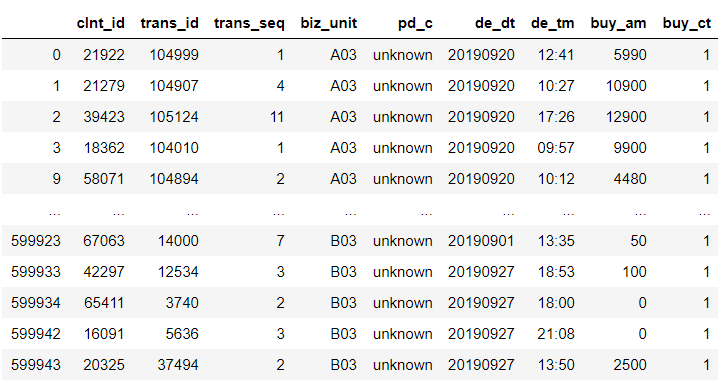 clnt_id trans_id trans_seq biz_unit pd_c de_dt de_tm buy_am buy_ct
0 21922 104999 1 A03 unknown 20190920 12:41 5990 1
1 21279 104907 4 A03 unknown 20190920 10:27 10900 1
2 39423 105124 11 A03 unknown 20190920 17:26 12900 1
3 18362 104010 1 A03 unknown 20190920 09:57 9900 1
9 58071 104894 2 A03 unknown 20190920 10:12 4480 1
... ... ... ... ... ... ... ... ... ...
599923 67063 14000 7 B03 unknown 20190901 13:35 50 1
599933 42297 12534 3 B03 unknown 20190927 18:53 100 1
599934 65411 3740 2 B03 unknown 20190927 18:00 0 1
599942 16091 5636 3 B03 unknown 20190927 21:08 0 1
599943 20325 37494 2 B03 unknown 20190927 13:50 2500 1